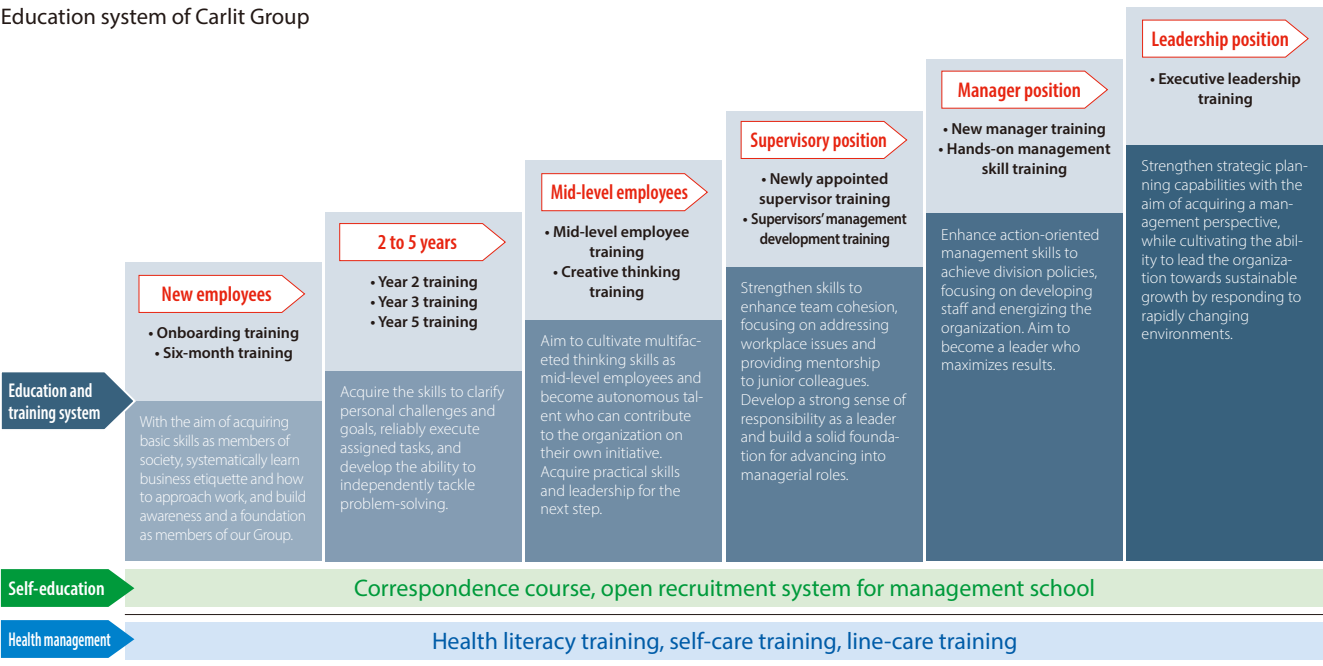 Education system of Carlit Group
Education and
training system
New employees
• Onboarding training
• Six-month training
With the aim of acquiring
basic skills as members of
society, systematically learn
business etiquette and how
to approach work, and build
awareness and a foundation
as members of our Group.
2 to 5 years
• Year 2 training
• Year 3 training
• Year 5 training
Acquire the skills to clarify
personal challenges and
goals, reliably execute
assigned tasks, and
develop the ability to
independently tackle
problem-solving.
Mid-level employees
• Mid-level employee
training
• Creative thinking
training
Aim to cultivate multifac-
eted thinking skills as
mid-level employees and
become autonomous tal-
ent who can contribute
to the organization on
their own initiative.
Acquire practical skills
and leadership for the
next step.
Supervisory position
• Newly appointed
supervisor training
• Supervisors' management
development training
Strengthen skills to
enhance team cohesion,
focusing on addressing
workplace issues and
providing mentorship
to junior colleagues.
Develop a strong sense of
responsibility as a leader
and build a solid founda-
tion for advancing into
managerial roles.
Manager position
• New manager training
• Hands-on management
skill training
Enhance action-oriented
management skills to
achieve division policies,
focusing on developing
staff and energizing the
organization. Aim to
become a leader who
maximizes results.
Leadership position
• Executive leadership
training
Strengthen strategic plan-
ning capabilities with the
aim of acquiring a man-
agement perspective,
while cultivating the abil-
ity to lead the organiza-
tion towards sustainable
growth by responding to
rapidly changing
environments.
Self-education
Correspondence course, open recruitment system for management school
Health management
Health literacy training, self-care training, line-care training